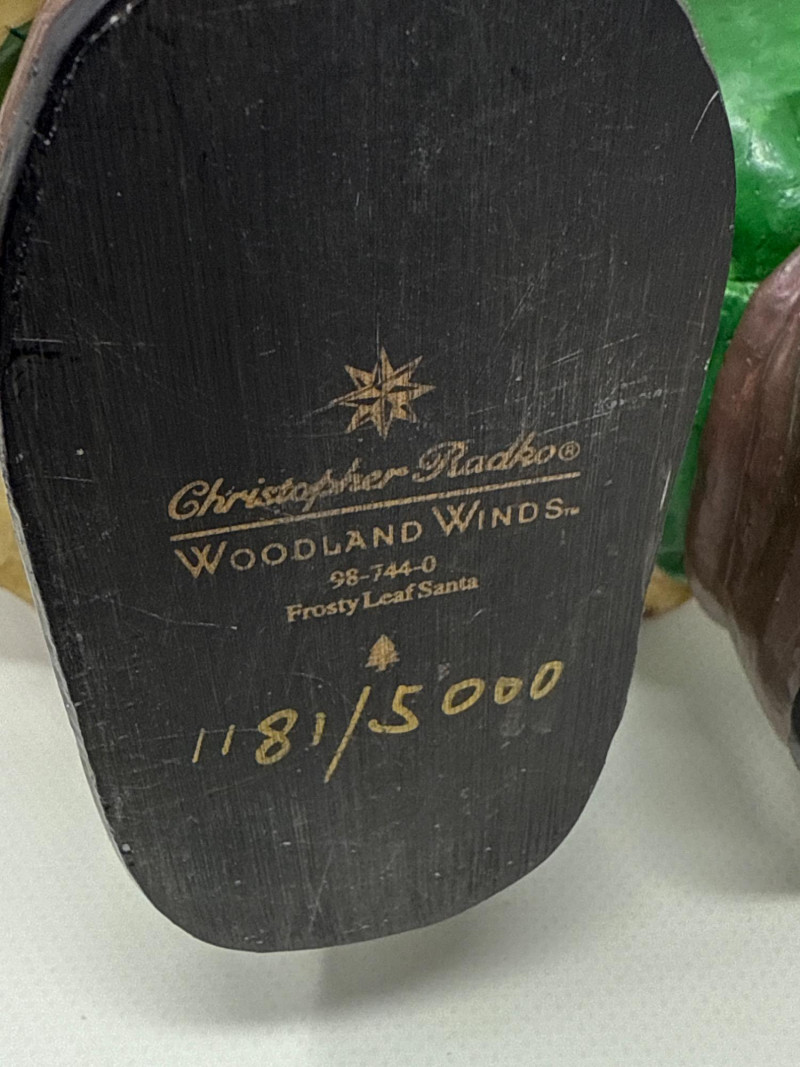 Christopher Radko®
WOODLAND WINDS™
98-744-0
Frosty Leaf Santa
1181/5000